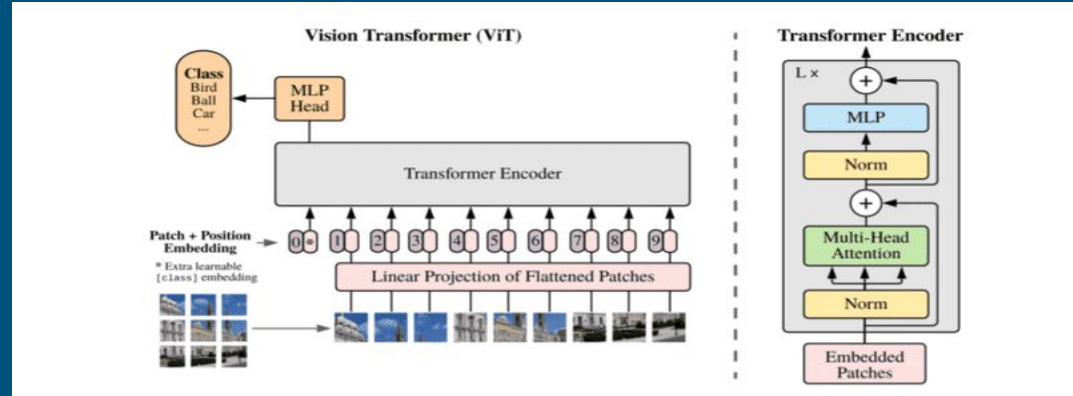 Vision Transformer (ViT)
Class
Bird
Ball
Car
...
MLP
Head
Transformer Encoder
Patch + Position
Embedding
0 * 1 2 3 4 5 6 7 8 9
* Extra learnable
[class] embedding
Linear Projection of Flattened Patches
Transformer Encoder
L ×
+
MLP
Norm
+
Multi-Head
Attention
Norm
Embedded
Patches